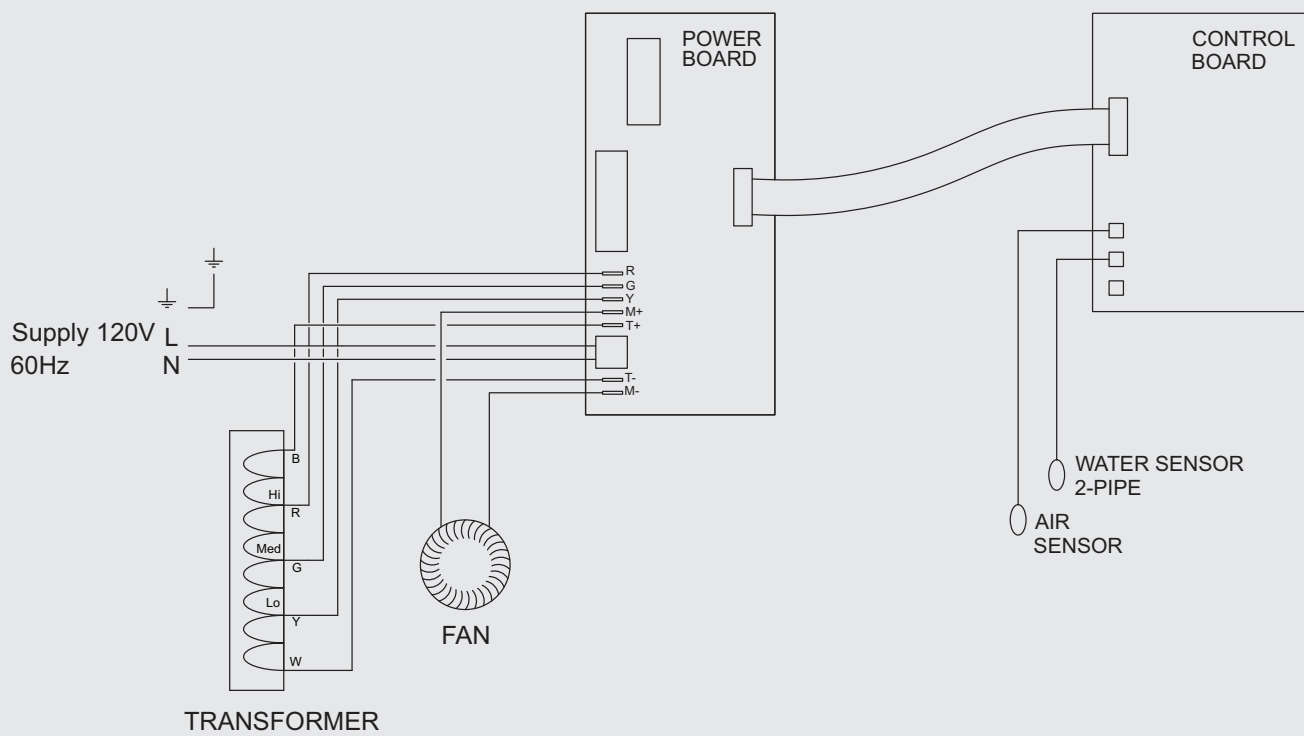 POWER
BOARD
CONTROL
BOARD
R
G
Y
M+
T+
Supply 120V L
60Hz N
T-
M-
B
Hi
R
Med
G
Lo
Y
W
WATER SENSOR
2-PIPE
AIR
SENSOR
FAN
TRANSFORMER